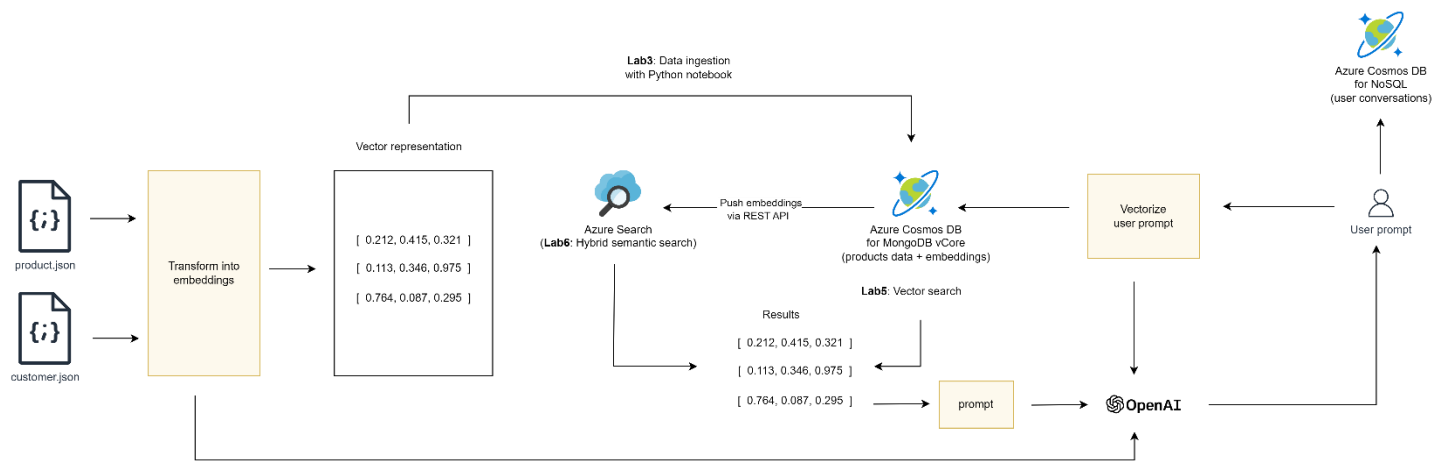 Lab3: Data ingestion
with Python notebook
Azure Cosmos DB
for NoSQL
(user conversations)
Vector representation
{;}
product.json
{;}
customer.json
Transform into
embeddings
[ 0.212, 0.415, 0.321 ]
[ 0.113, 0.346, 0.975 ]
[ 0.764, 0.087, 0.295 ]
Azure Search
(Lab6: Hybrid semantic search)
Push embeddings
via REST API
Azure Cosmos DB
for MongoDB vCore
(products data + embeddings)
Lab5: Vector search
Vectorize
user prompt
User prompt
Results
[ 0.212, 0.415, 0.321 ]
[ 0.113, 0.346, 0.975 ]
[ 0.764, 0.087, 0.295 ]
prompt
OpenAI